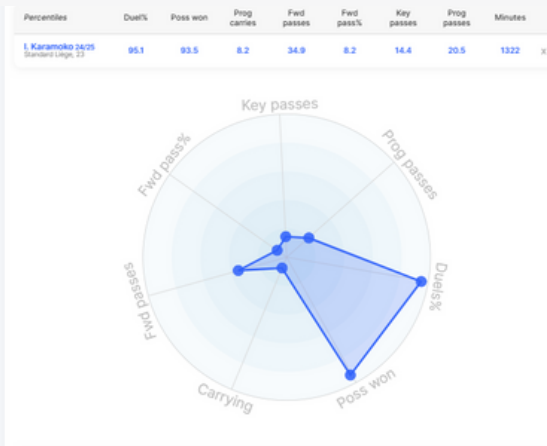 Percentiles Duel% Poss won Prog carries Fwd passes Fwd pass% Key passes Prog passes Minutes
I. Karamoko 24/25 95.1 93.5 8.2 34.9 8.2 14.4 20.5 1322 x
Standard Liege, 23
Key passes
Fwd pass%
Prog passes
Fwd passes
Duels%
Carrying
Poss won